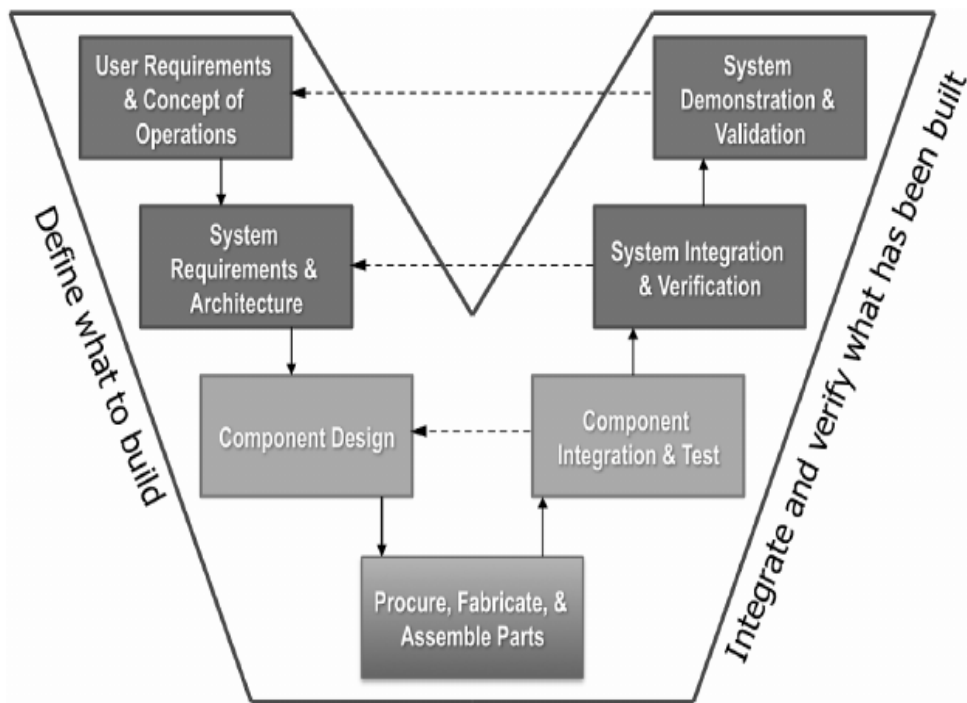 User Requirements
& Concept of
Operations
System
Demonstration &
Validation
System
Requirements &
Architecture
System Integration
& Verification
Component Design
Component
Integration & Test
Procure, Fabricate, &
Assemble Parts
Define what to build
Integrate and verify what has been built